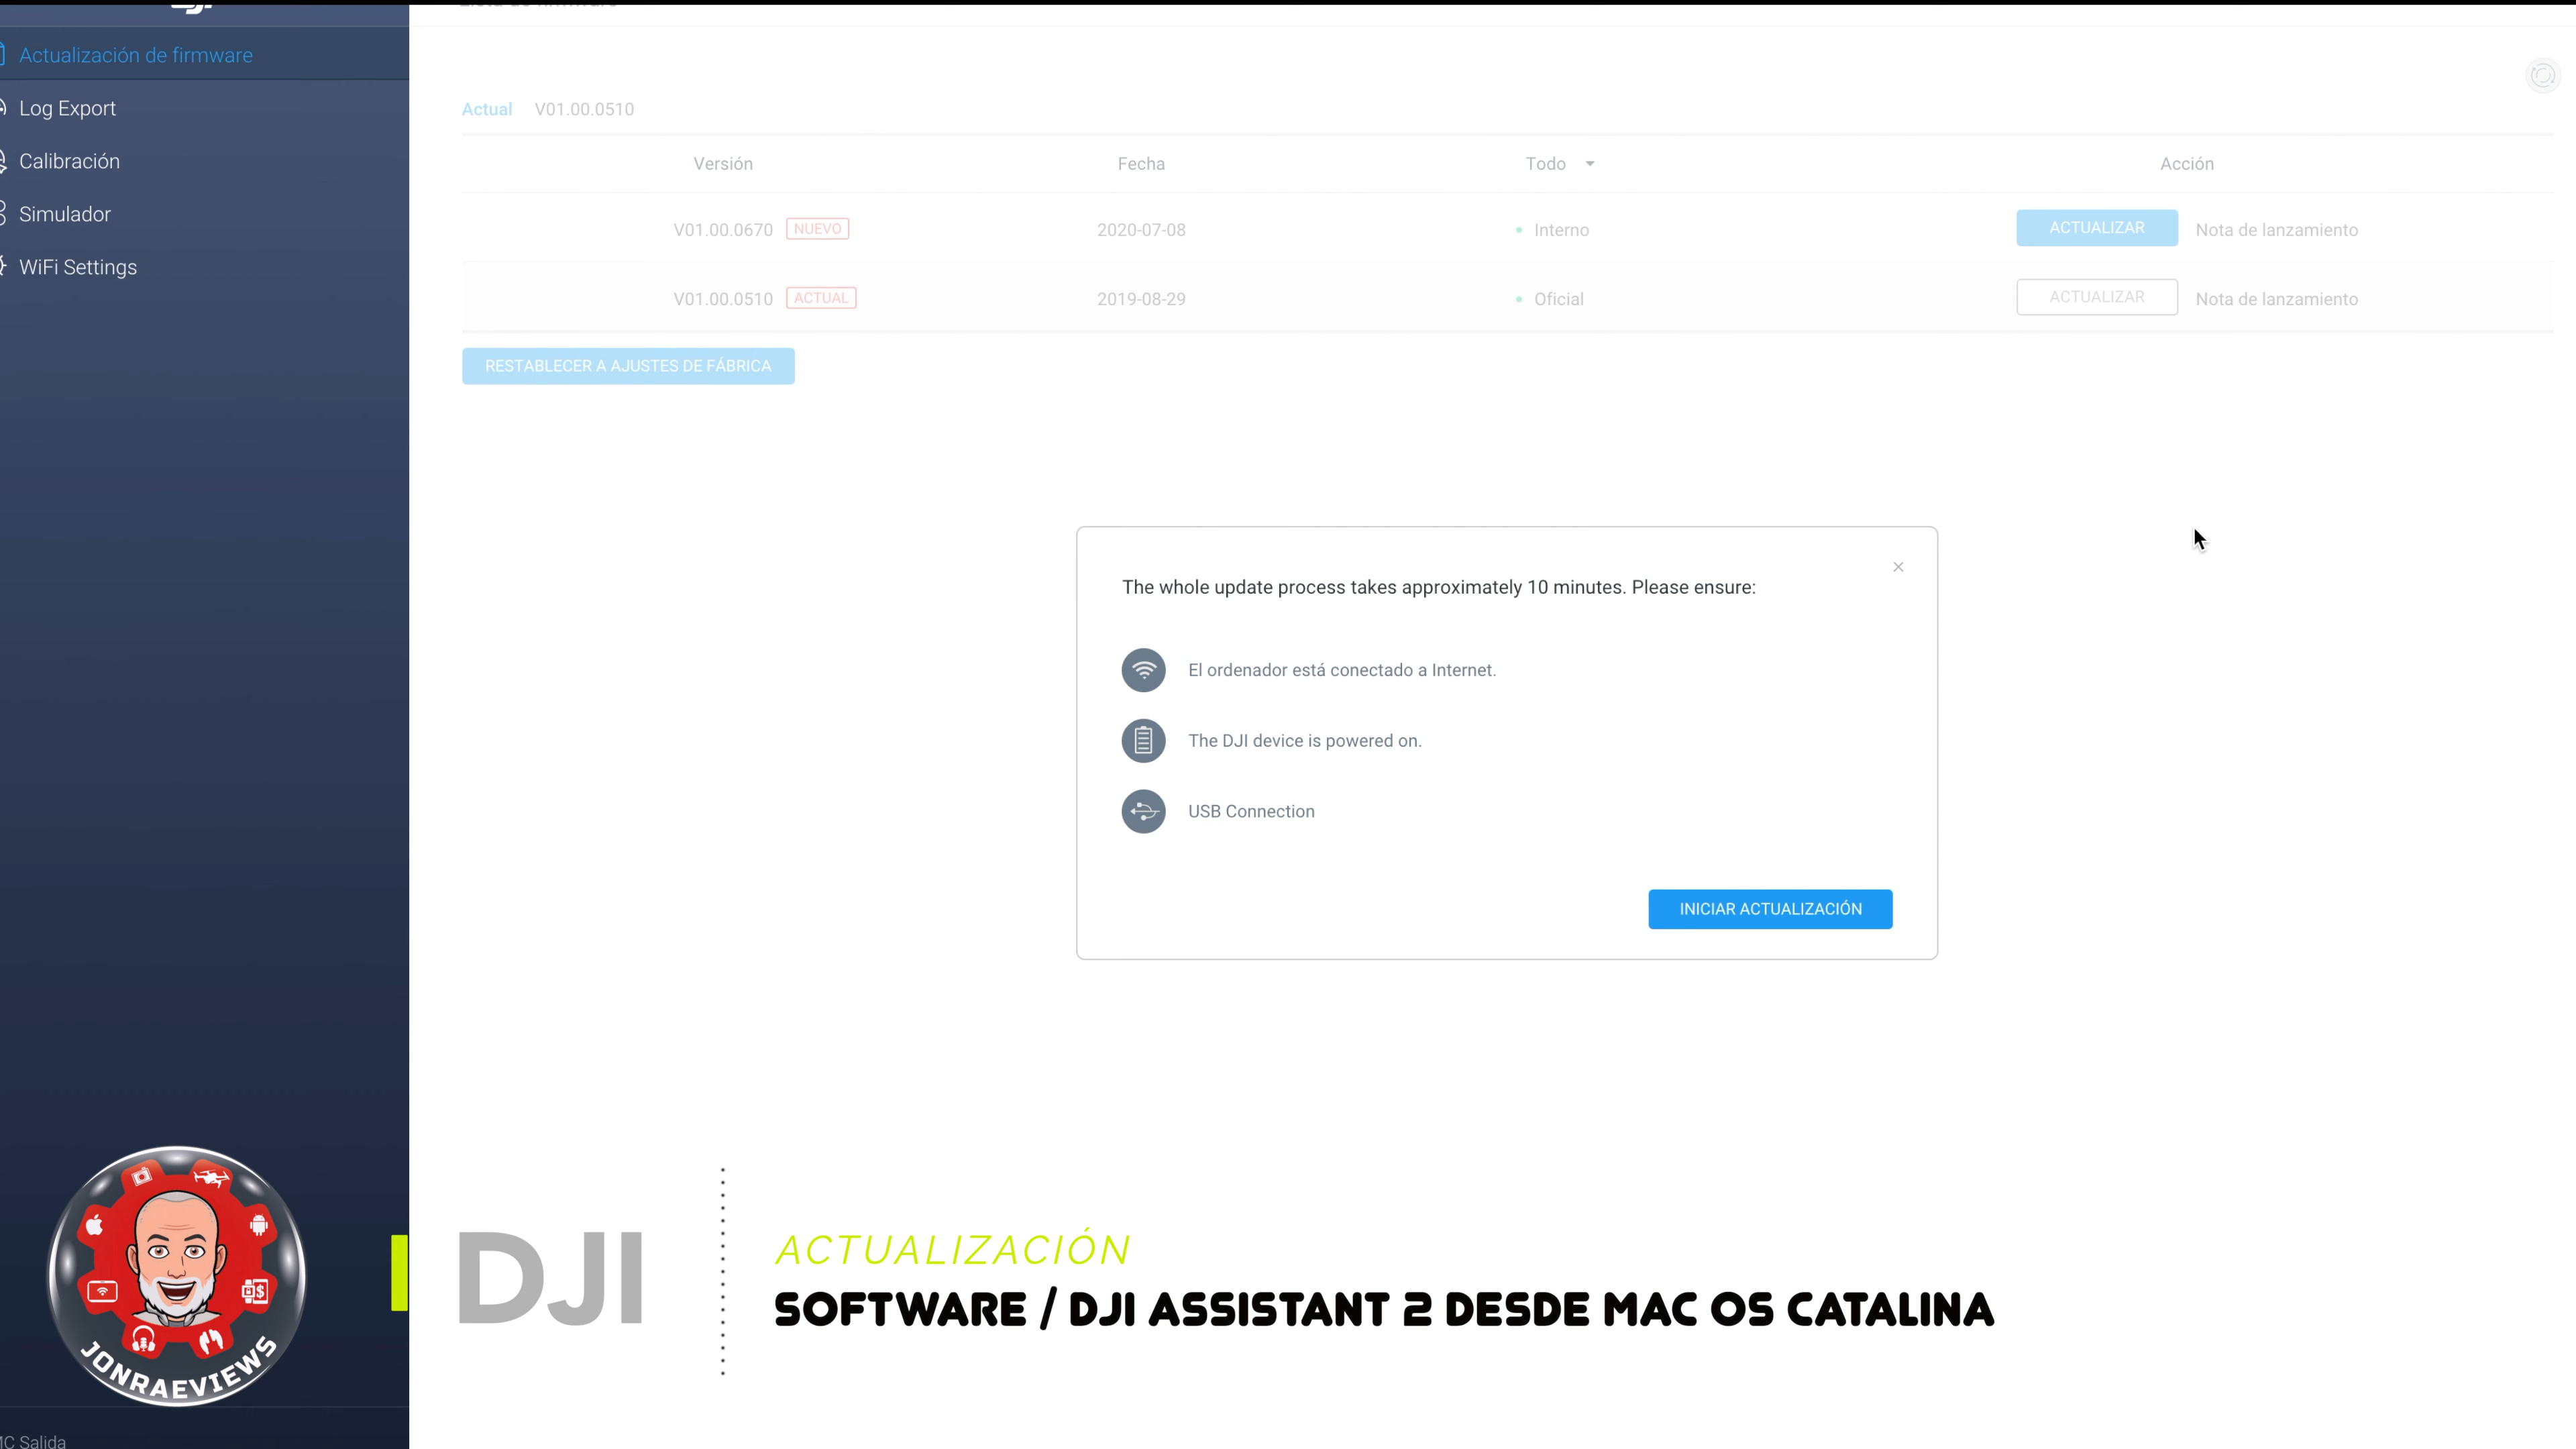 Actualización de firmware
Log Export
Calibración
Simulador
WiFi Settings
Actual V01.00.0510
Versión Fecha Todo Acción
V01.00.0670 NUEVO 2020-07-08 Interno ACTUALIZAR Nota de lanzamiento
V01.00.0510 ACTUAL 2019-08-29 Oficial ACTUALIZAR Nota de lanzamiento
RESTABLECER A AJUSTES DE FÁBRICA
The whole update process takes approximately 10 minutes. Please ensure:
El ordenador está conectado a Internet.
The DJI device is powered on.
USB Connection
INICIAR ACTUALIZACIÓN
JONRAEVIEWS
DJI
ACTUALIZACIÓN
SOFTWARE / DJI ASSISTANT 2 DESDE MAC OS CATALINA
Salida